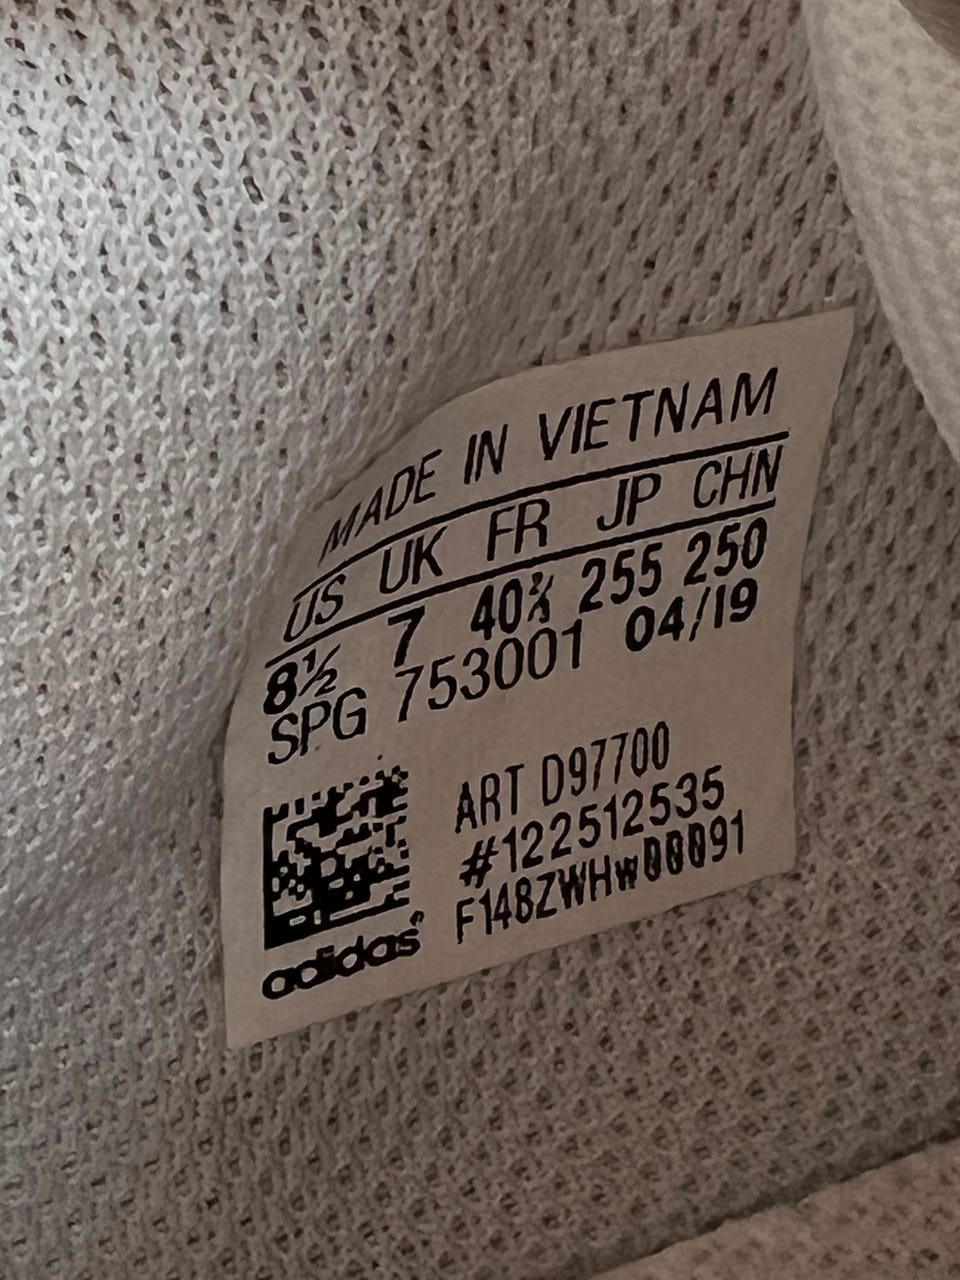 MADE IN VIETNAM
US UK FR JP CHN
8½ 7 40⅔ 255 250
SPG 753001 04/19
ART D97700
#122512535
adidas®